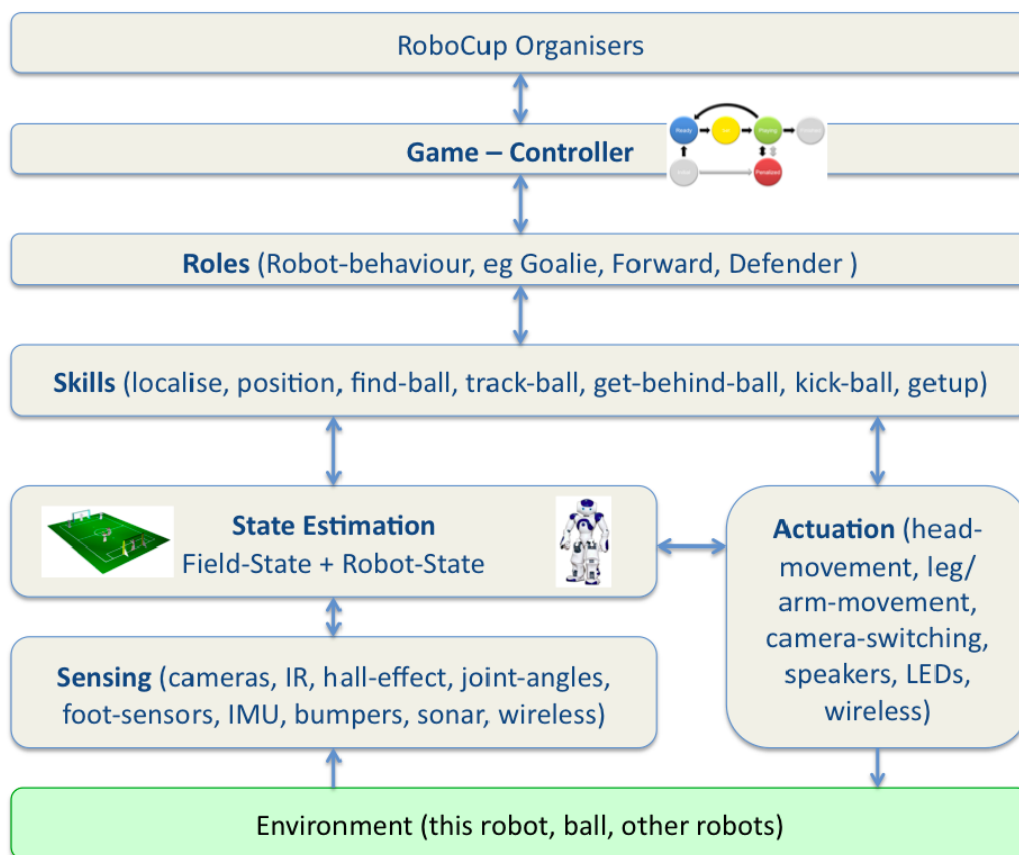 RoboCup Organisers
Game – Controller
Ready
Playing
Penalized
Roles (Robot-behaviour, eg Goalie, Forward, Defender )
Skills (localise, position, find-ball, track-ball, get-behind-ball, kick-ball, getup)
State Estimation
Field-State + Robot-State
Actuation (head-
movement, leg/
arm-movement,
camera-switching,
speakers, LEDs,
wireless)
Sensing (cameras, IR, hall-effect, joint-angles,
foot-sensors, IMU, bumpers, sonar, wireless)
Environment (this robot, ball, other robots)